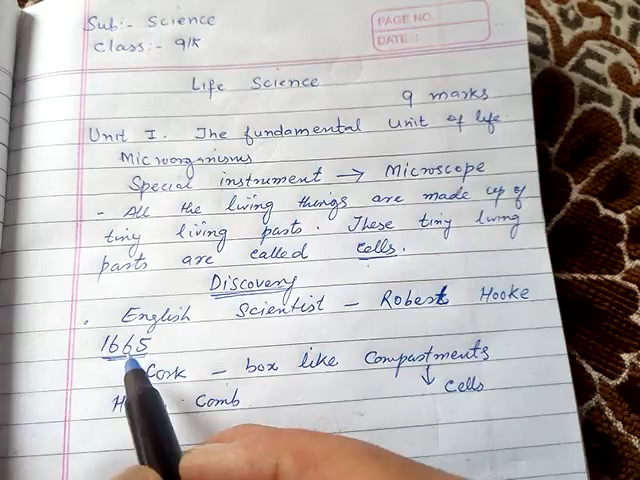 Sub:- Science
PAGE NO.
Class:- 9th
DATE :
Life Science
9 marks
Unit I. The fundamental Unit of life
Microorganisms
Special instrument → Microscope
- All the living things are made up of
tiny living parts. These tiny living
parts are called cells.
Discovery
. English Scientist - Robert Hooke
1665
Cork - box like Compartments
↓ Cells
H Comb